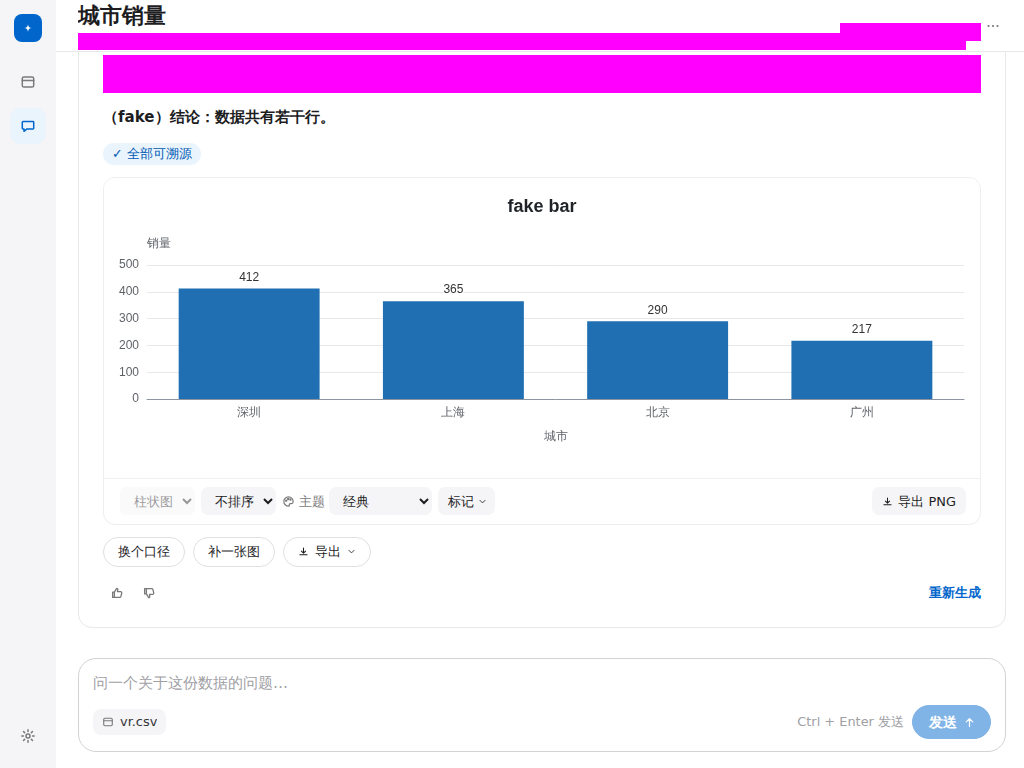 城市销量
（fake）结论：数据共有若干行。
✓ 全部可溯源
fake bar
销量
500
400
300
200
100
0
412
365
290
217
深圳
上海
北京
广州
城市
柱状图 不排序 主题 经典 标记 导出 PNG
换个口径 补一张图 导出
重新生成
问一个关于这份数据的问题…
vr.csv Ctrl + Enter 发送 发送